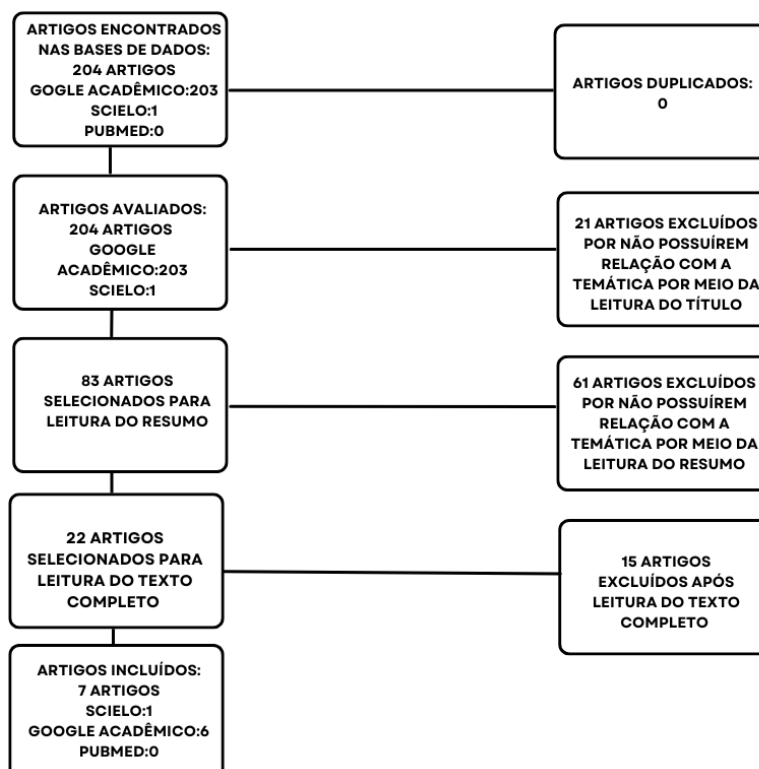 ARTIGOS ENCONTRADOS
NAS BASES DE DADOS:
204 ARTIGOS
GOGLE ACADÊMICO:203
SCIELO:1
PUBMED:0
ARTIGOS DUPLICADOS:
0
ARTIGOS AVALIADOS:
204 ARTIGOS
GOOGLE
ACADÊMICO:203
SCIELO:1
21 ARTIGOS EXCLUÍDOS
POR NÃO POSSUÍREM
RELAÇÃO COM A
TEMÁTICA POR MEIO DA
LEITURA DO TÍTULO
83 ARTIGOS
SELECIONADOS PARA
LEITURA DO RESUMO
61 ARTIGOS EXCLUÍDOS
POR NÃO POSSUÍREM
RELAÇÃO COM A
TEMÁTICA POR MEIO DA
LEITURA DO RESUMO
22 ARTIGOS
SELECIONADOS PARA
LEITURA DO TEXTO
COMPLETO
15 ARTIGOS
EXCLUÍDOS APÓS
LEITURA DO TEXTO
COMPLETO
ARTIGOS INCLUÍDOS:
7 ARTIGOS
SCIELO:1
GOOGLE ACADÊMICO:6
PUBMED:0